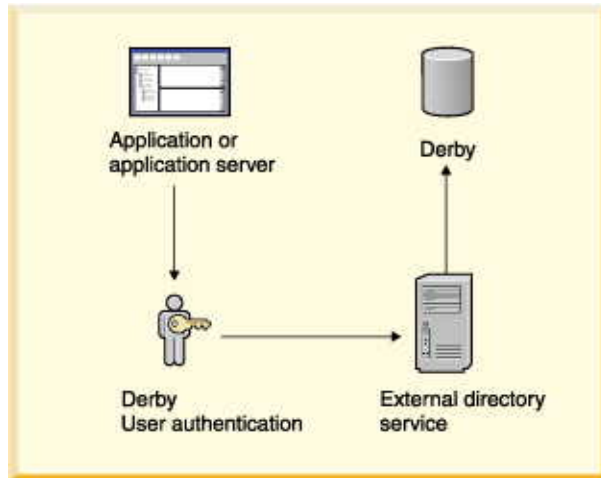 Application or
application server
Derby
Derby
User authentication
External directory
service